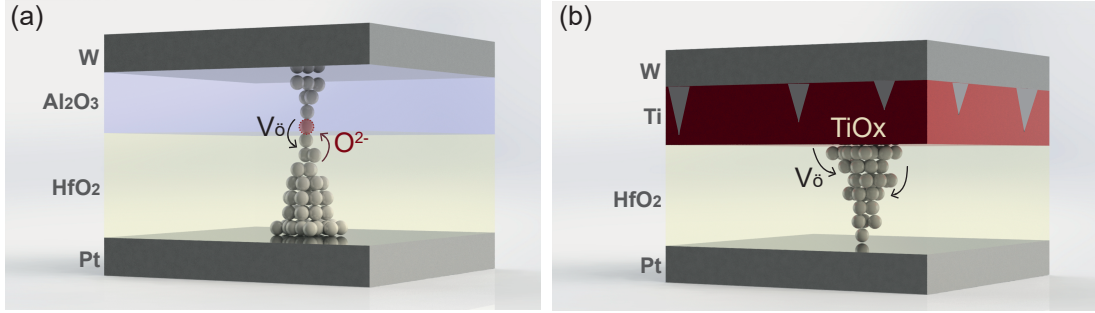 (a)
W
Al2O3
Vö
O2-
HfO2
Pt
(b)
W
Ti
TiOx
Vö
HfO2
Pt